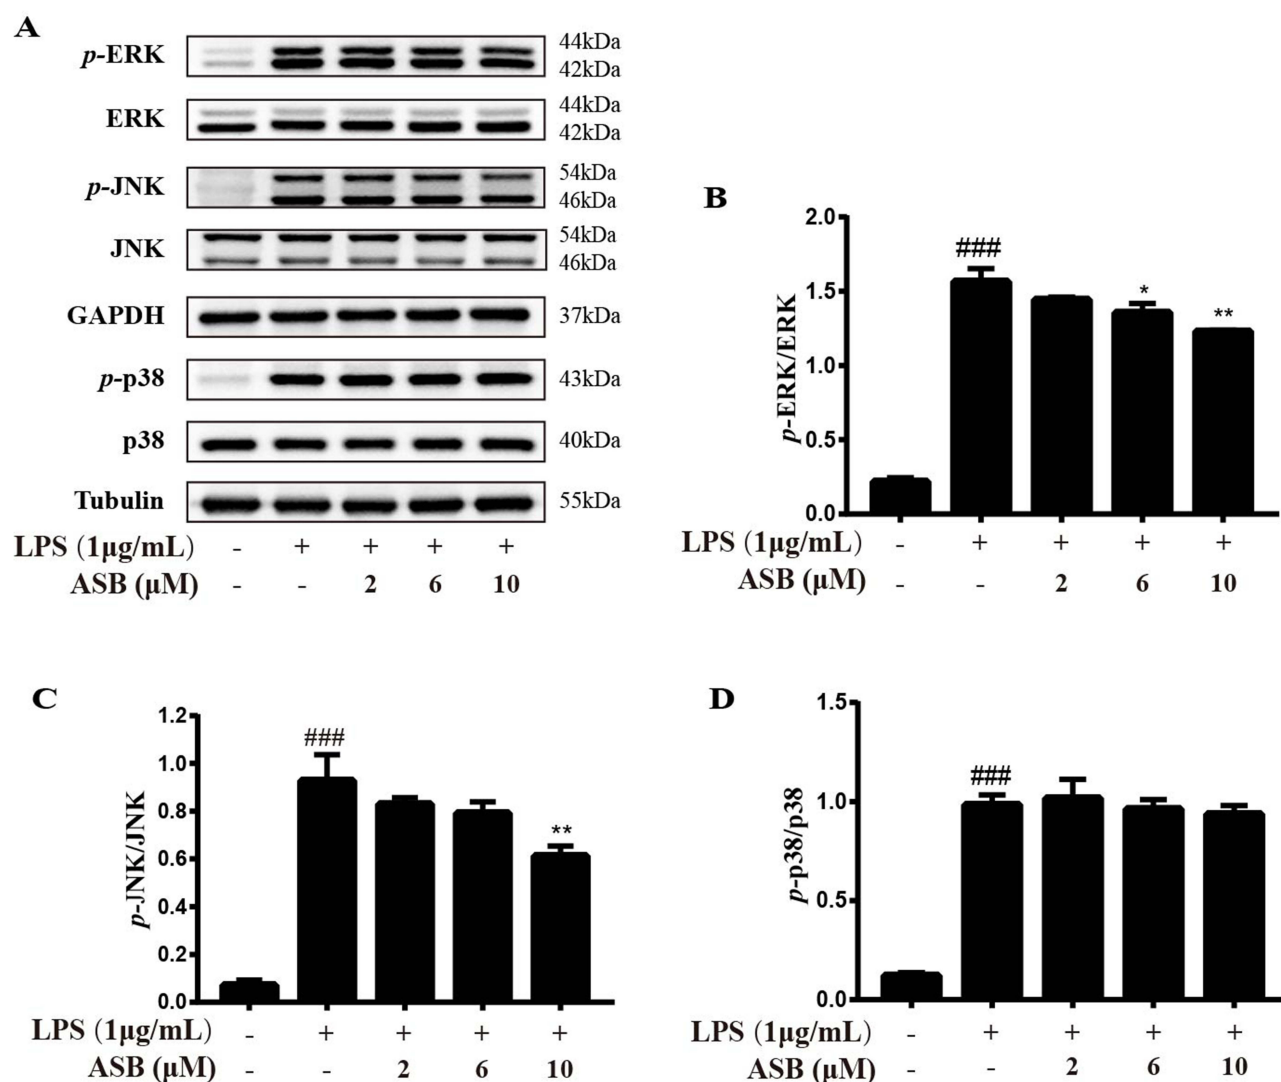 A
p-ERK 44kDa
42kDa
ERK 44kDa
42kDa
p-JNK 54kDa
46kDa
JNK 54kDa
46kDa
GAPDH 37kDa
p-p38 43kDa
p38 40kDa
Tubulin 55kDa
LPS (1μg/mL) - + + + +
ASB (μM) - - 2 6 10
B
p-ERK/ERK
2.0
1.5
1.0
0.5
0.0
###
*
**
LPS (1μg/mL) - + + + +
ASB (μM) - - 2 6 10
C
p-JNK/JNK
1.2
1.0
0.8
0.6
0.4
0.2
0.0
###
**
LPS (1μg/mL) - + + + +
ASB (μM) - - 2 6 10
D
p-p38/p38
1.5
1.0
0.5
0.0
###
LPS (1μg/mL) - + + + +
ASB (μM) - - 2 6 10